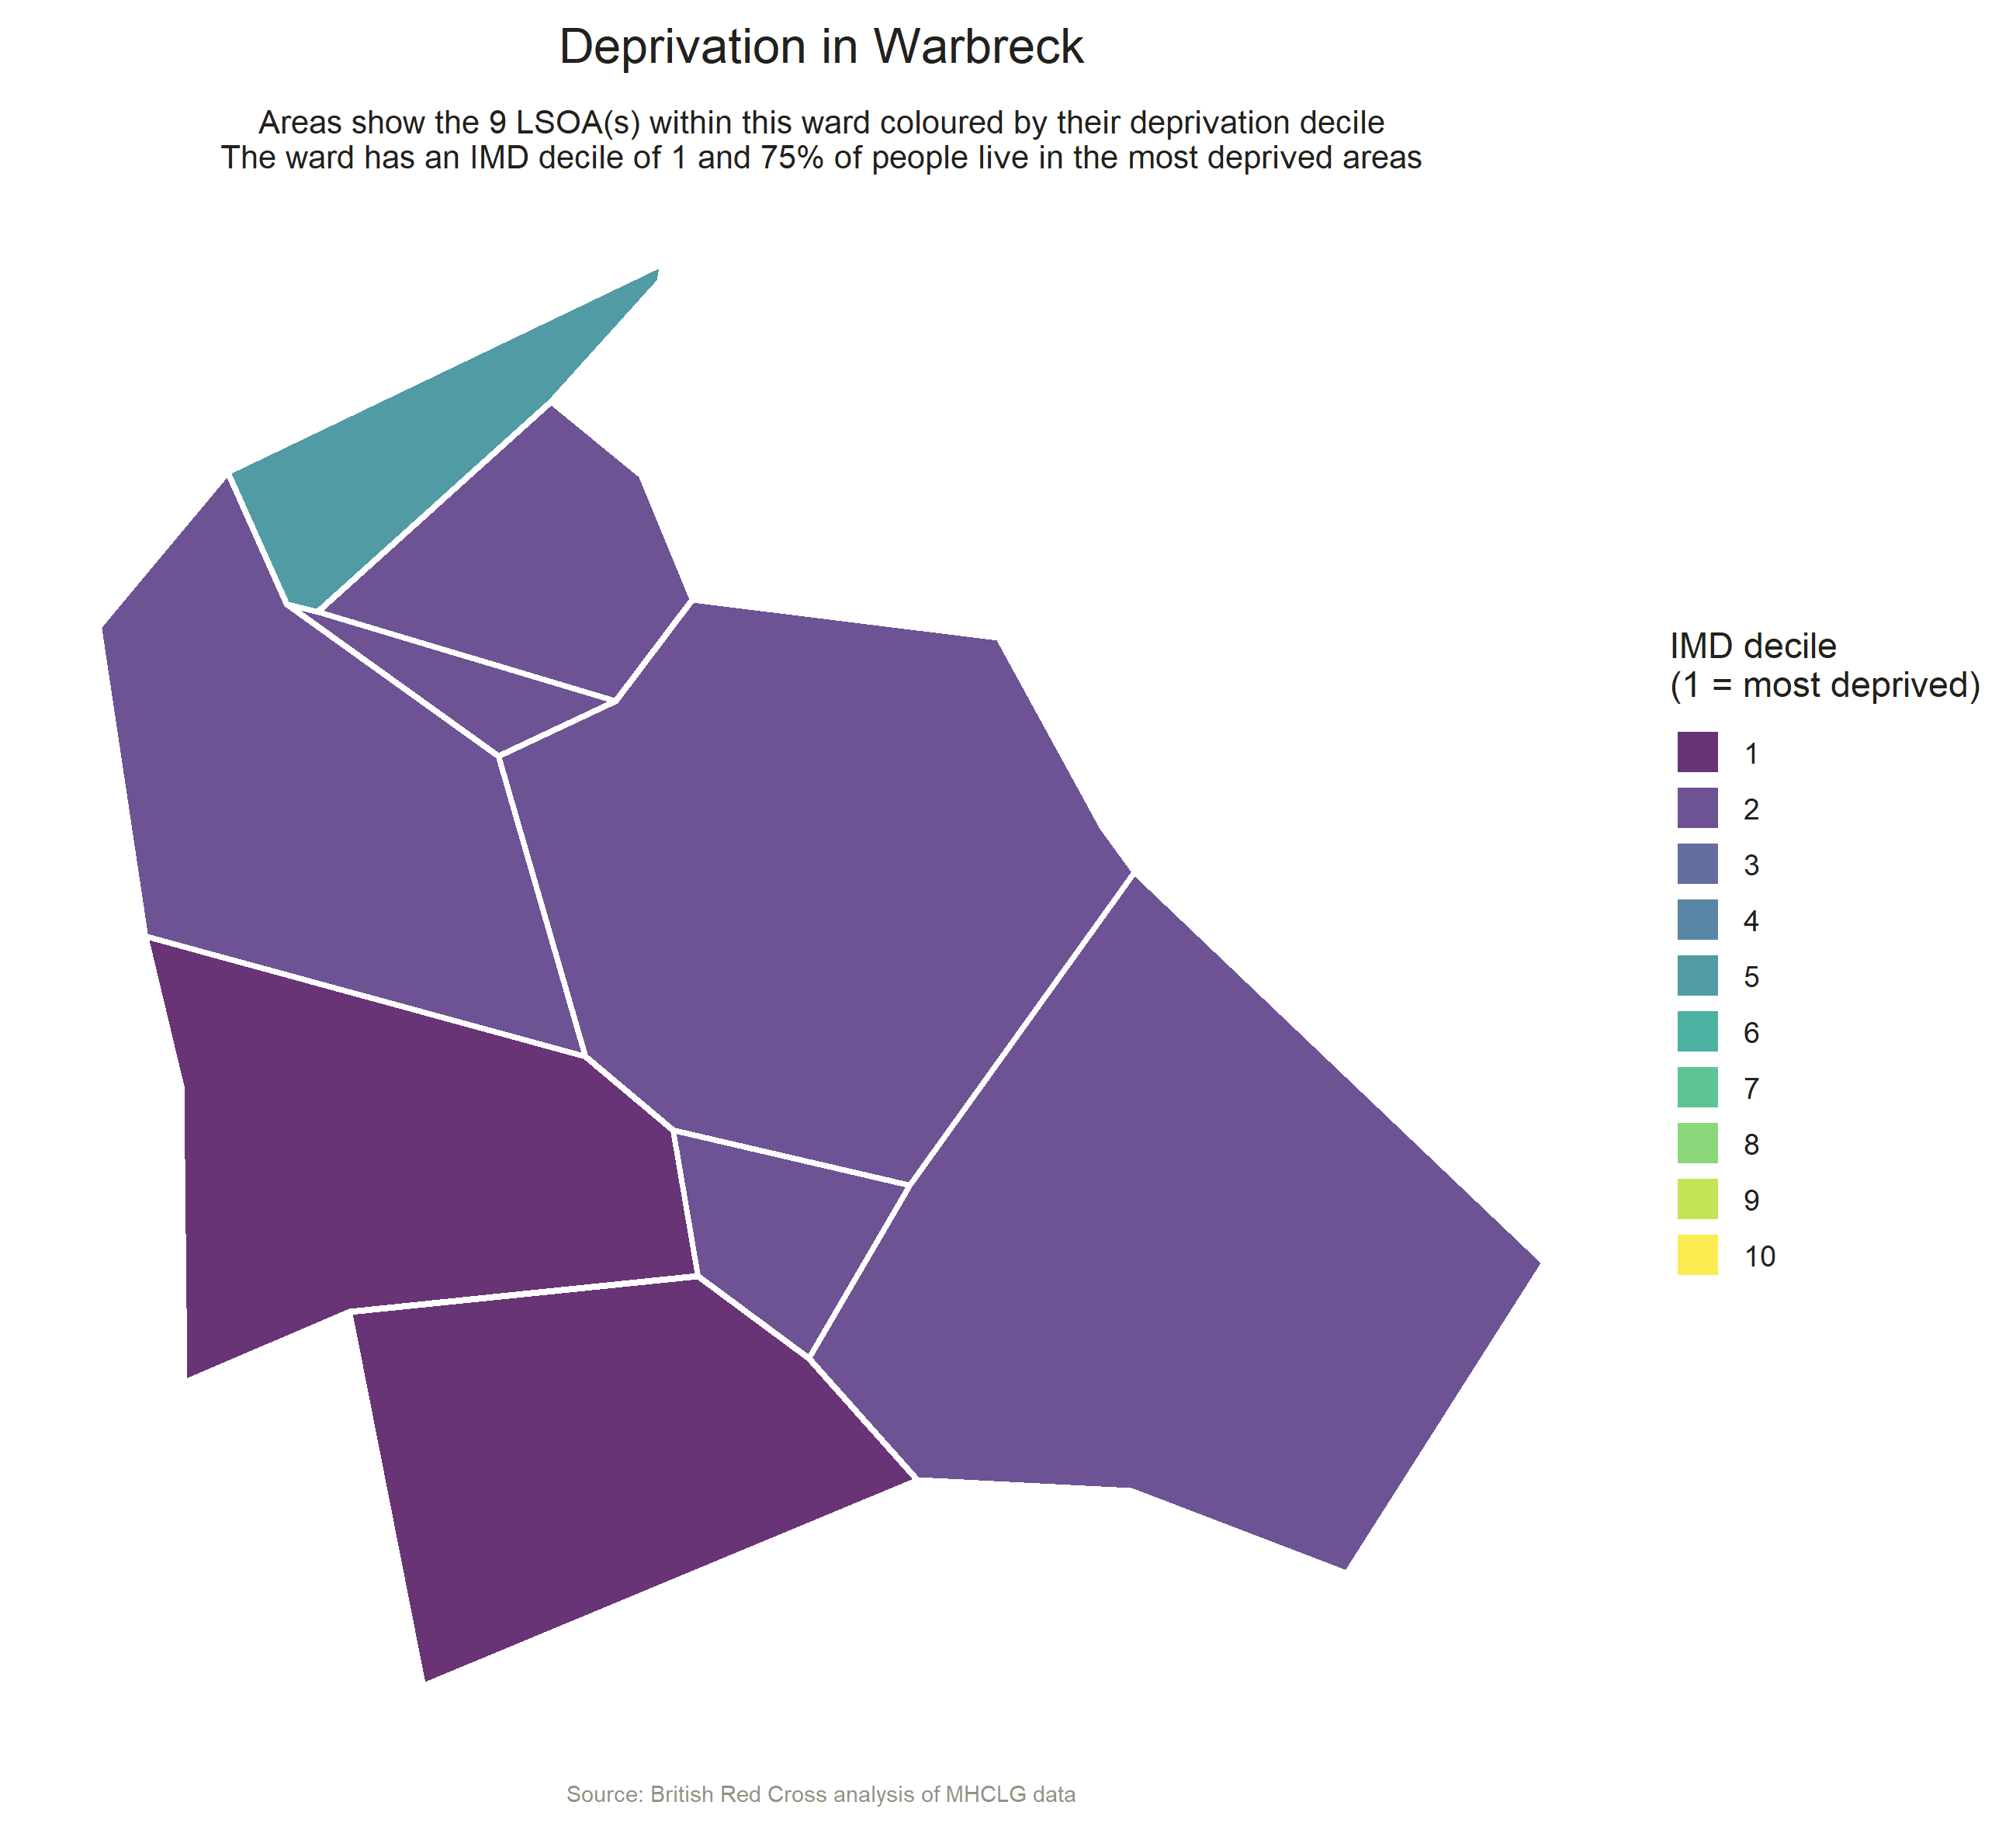 Deprivation in Warbreck
Areas show the 9 LSOA(s) within this ward coloured by their deprivation decile
The ward has an IMD decile of 1 and 75% of people live in the most deprived areas
IMD decile
(1 = most deprived)
1
2
3
4
5
6
7
8
9
10
Source: British Red Cross analysis of MHCLG data